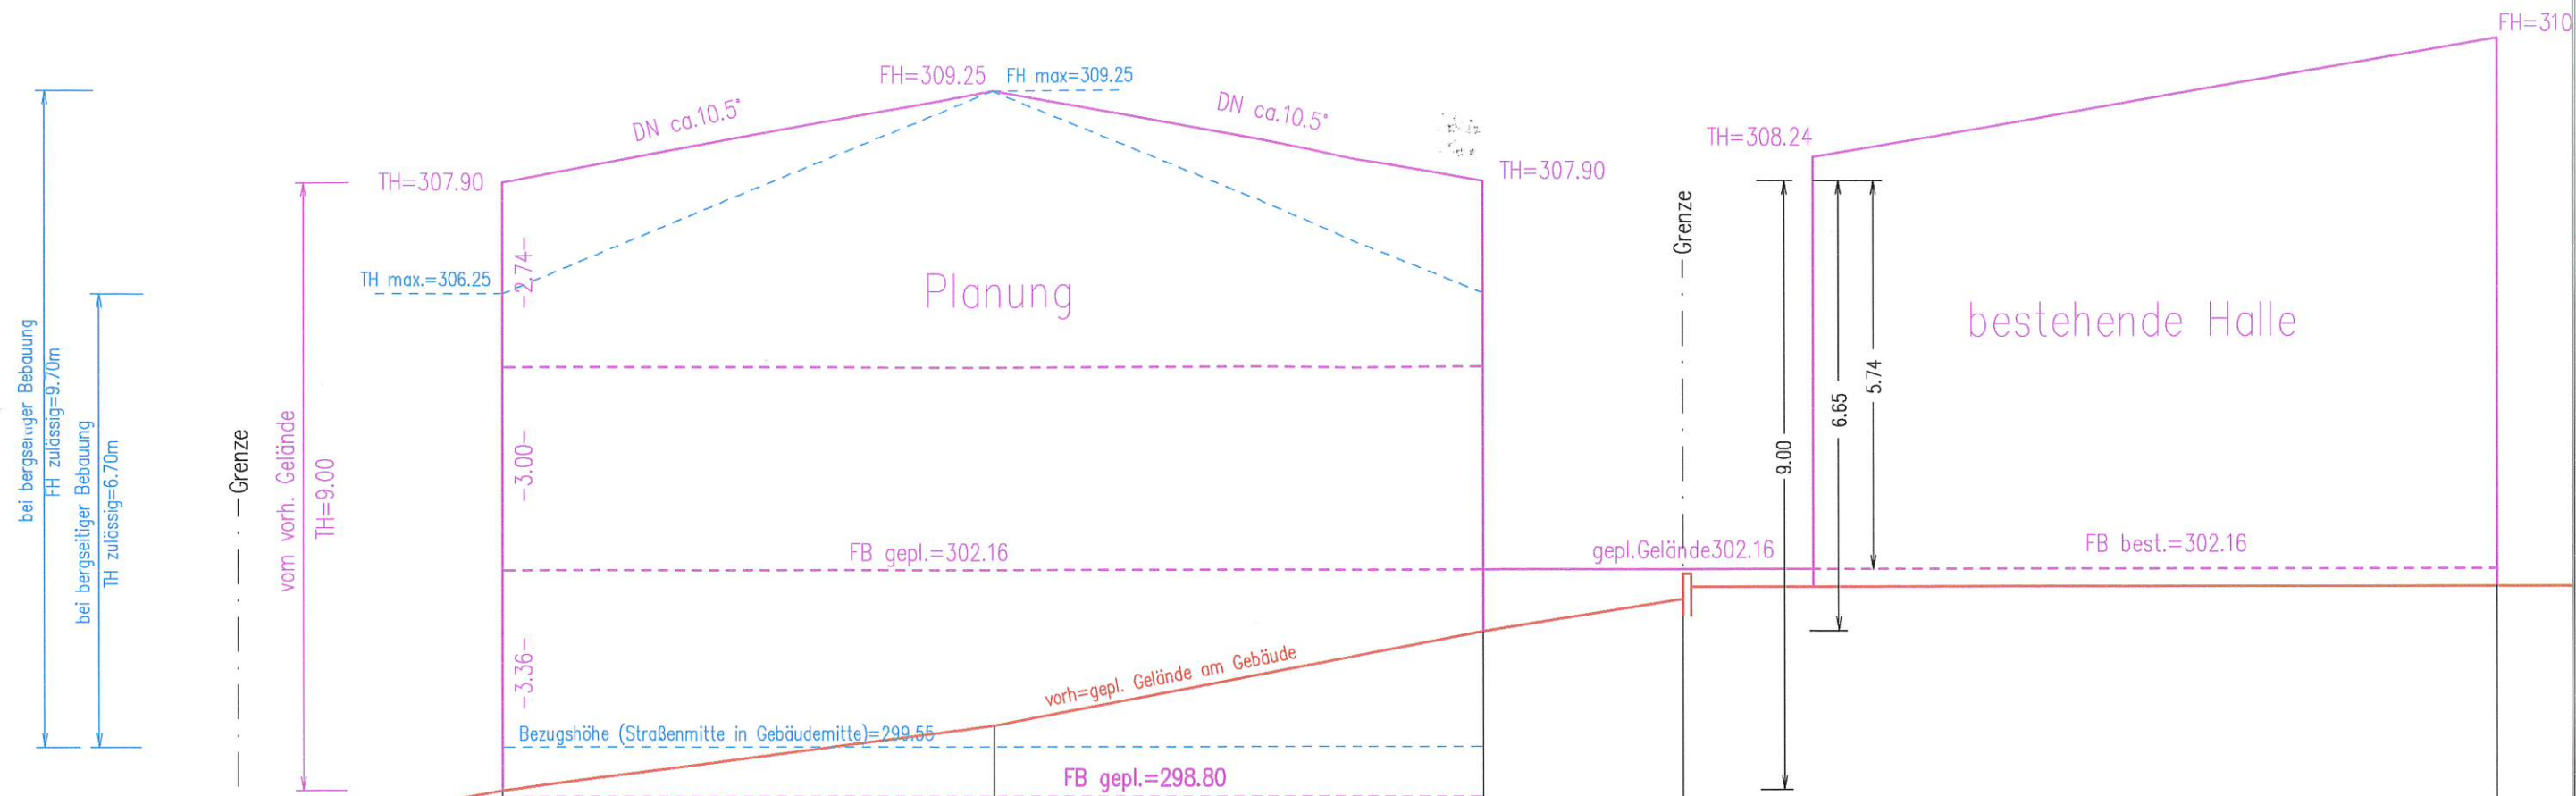 FH=310
FH=309.25
FH max=309.25
DN ca.10.5°
DN ca.10.5°
TH=308.24
TH=307.90
TH=307.90
Grenze
TH max.=306.25
-2.74-
Planung
bestehende Halle
5.74
6.65
9.00
bei bergseitiger Bebauung
FH zulässig=9.70m
bei bergseitiger Bebauung
TH zulässig=6.70m
Grenze
vom vorh. Gelände
TH=9.00
-3.00-
FB gepl.=302.16
gepl.Gelände302.16
FB best.=302.16
-3.36-
vorh=gepl. Gelände am Gebäude
Bezugshöhe (Straßenmitte in Gebäudemitte)=299.55
FB gepl.=298.80